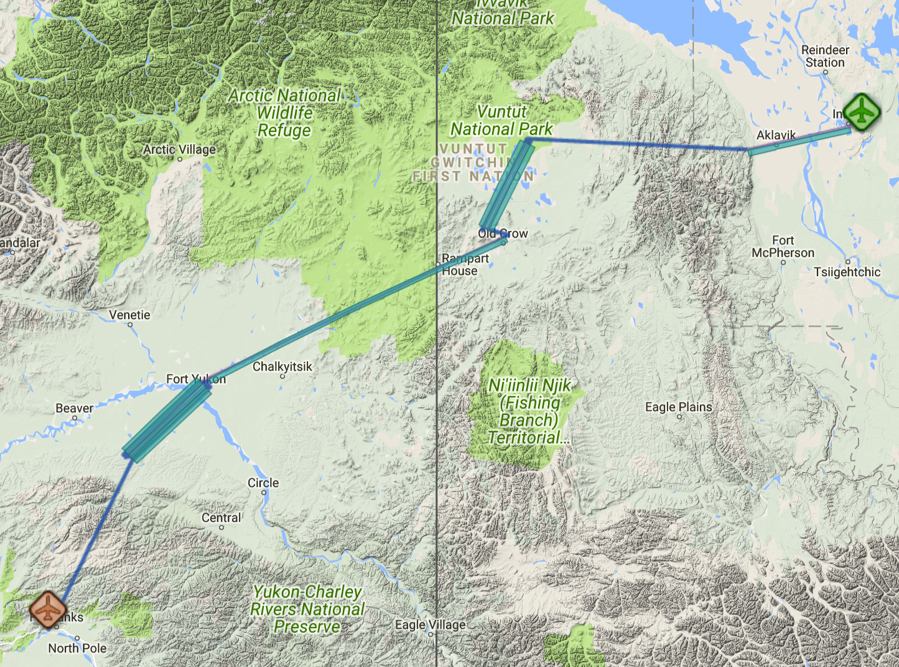 Ivvavik
National Park
Reindeer
Station
Arctic National
Wildlife
Refuge
Vuntut
National Park
Aklavik
Arctic Village
VUNTUT
GWITCHIN
FIRST NATION
Old Crow
Rampart
House
Fort
McPherson
Tsiigehtchic
Venetie
Fort Yukon
Chalkyitsik
Beaver
Ni'iinlii Njik
(Fishing
Branch)
Territorial...
Eagle Plains
Circle
Central
Yukon-Charley
Rivers National
Preserve
Eagle Village
North Pole